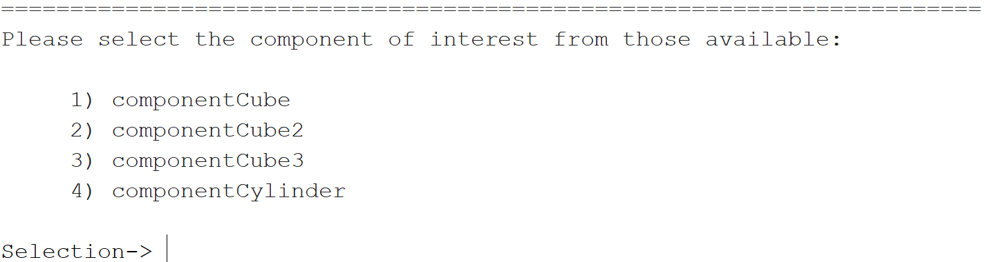 =======================================================================
Please select the component of interest from those available:
1) componentCube
2) componentCube2
3) componentCube3
4) componentCylinder
Selection->